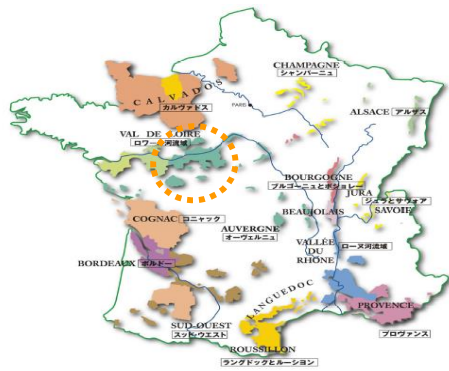 CHAMPAGNE
シャンパーニュ
CALVADOS
カルヴァドス
PARIS
ALSACE アルザス
VAL DE LOIRE
ロワール河流域
BOURGOGNE
ブルゴーニュとボジョレー
JURA
ジュラとサヴォア
SAVOIE
BEAUJOLAIS
COGNAC コニャック
AUVERGNE
オーヴェルニュ
VALLÉE
DU
RHÔNE
ローヌ河流域
BORDEAUX ボルドー
LANGUEDOC
PROVENCE
プロヴァンス
SUD OUEST
スッド・ウエスト
ROUSSILLON
ラングドックとルーション